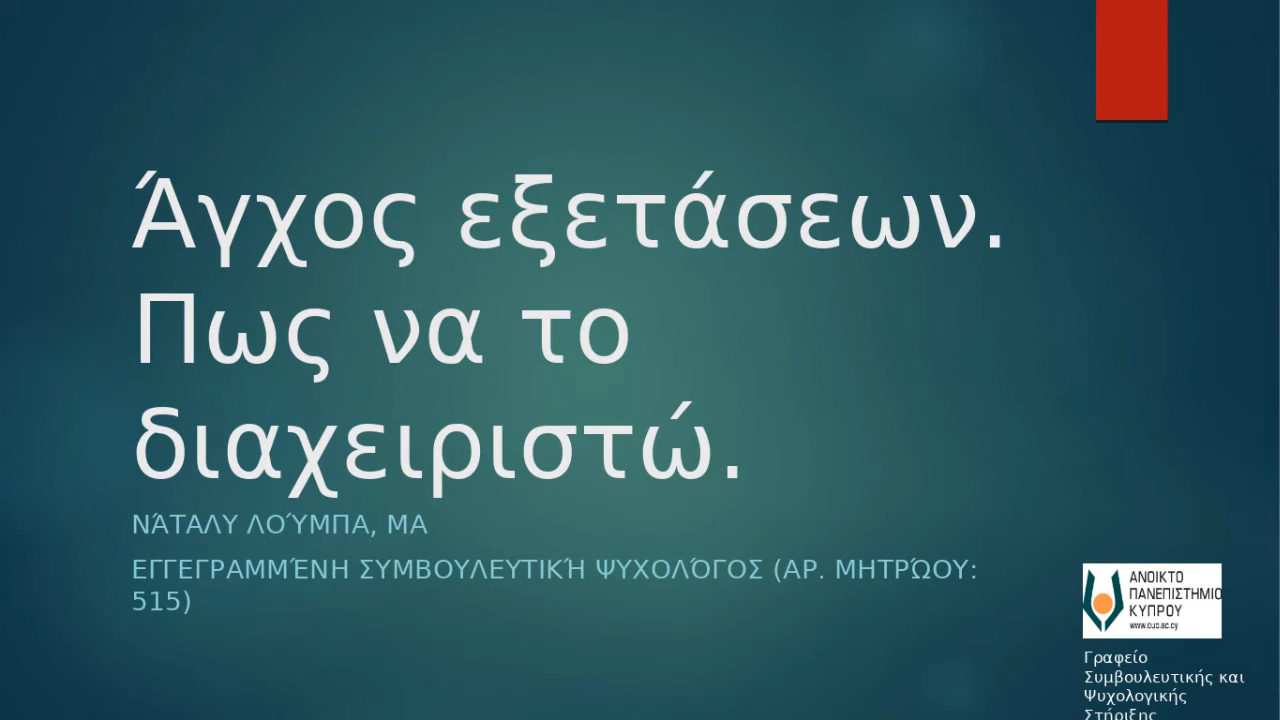 Άγχος εξετάσεων.
Πως να το
διαχειριστώ.
ΝΆΤΑΛΥ ΛΟΎΜΠΑ, ΜΑ
ΕΓΓΕΓΡΑΜΜΈΝΗ ΣΥΜΒΟΥΛΕΥΤΙΚΉ ΨΥΧΟΛΌΓΟΣ (ΑΡ. ΜΗΤΡΏΟΥ:
515)
ΑΝΟΙΚΤΟ
ΠΑΝΕΠΙΣΤΗΜΙΟ
ΚΥΠΡΟΥ
www.ouc.ac.cy
Γραφείο
Συμβουλευτικής και
Ψυχολογικής
Στήριξης